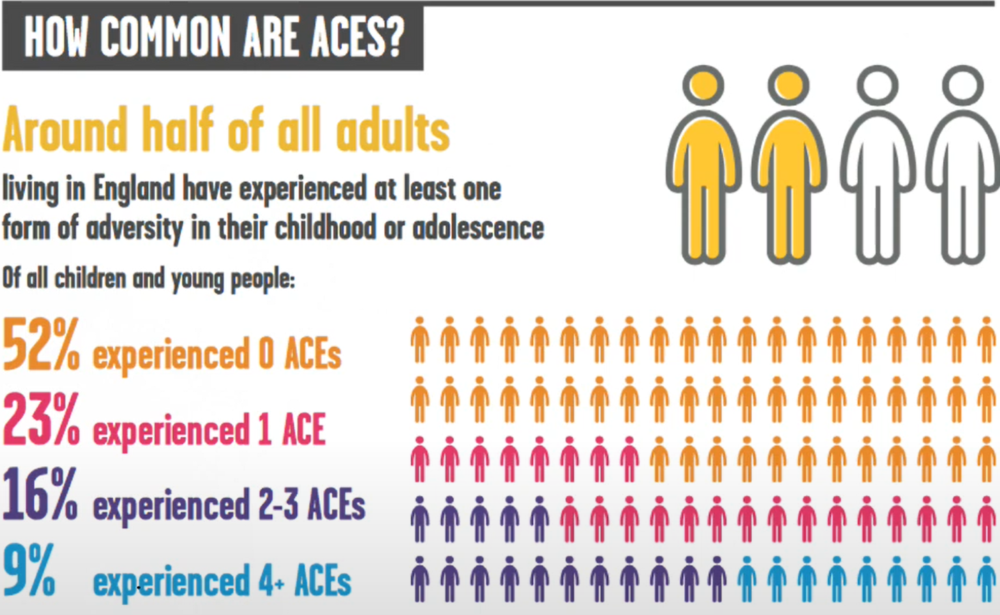 HOW COMMON ARE ACES?
Around half of all adults
living in England have experienced at least one
form of adversity in their childhood or adolescence
Of all children and young people:
52% experienced 0 ACEs
23% experienced 1 ACE
16% experienced 2-3 ACEs
9% experienced 4+ ACEs